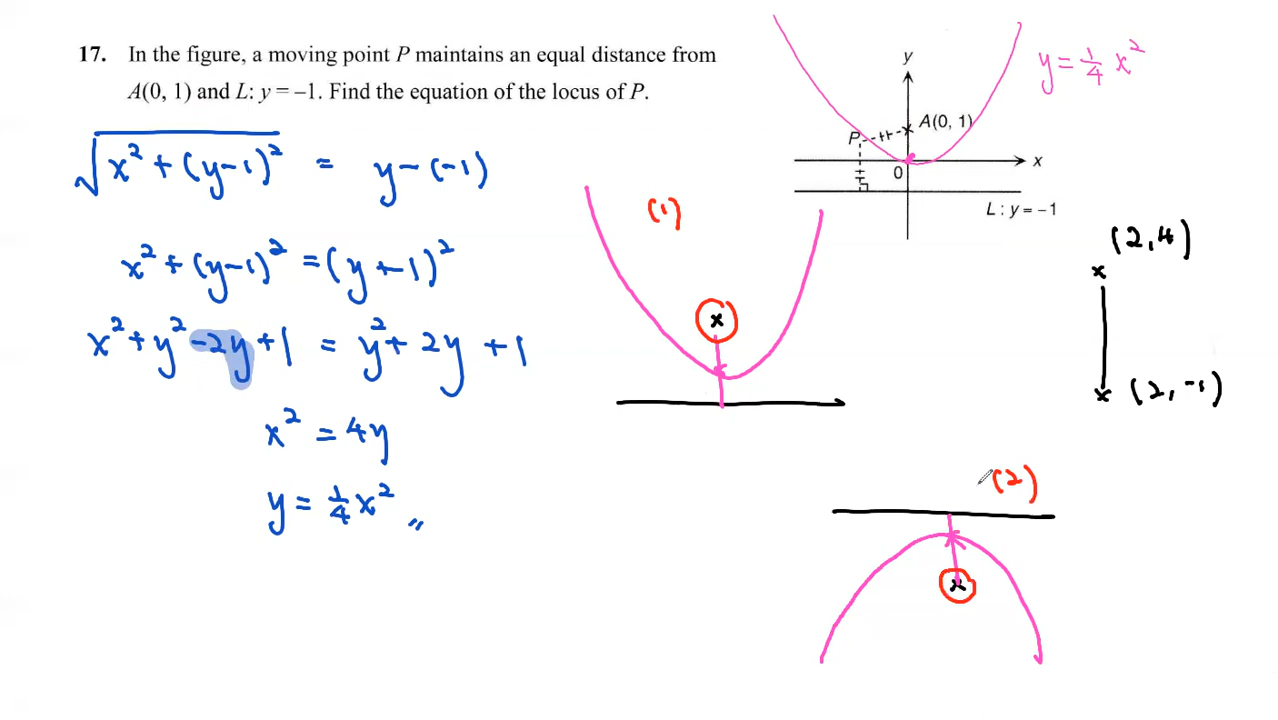 17. In the figure, a moving point P maintains an equal distance from
A(0, 1) and L: y = −1. Find the equation of the locus of P.
√(x² + (y−1)²) = y−(−1)
x² + (y−1)² = (y+1)²
x² + y² −2y + 1 = y² + 2y + 1
x² = 4y
y = ¼x² 〃
y
y = ¼x²
A(0, 1)
P
x
0
L : y = −1
(1)
(2,4)
(2,−1)
(2)